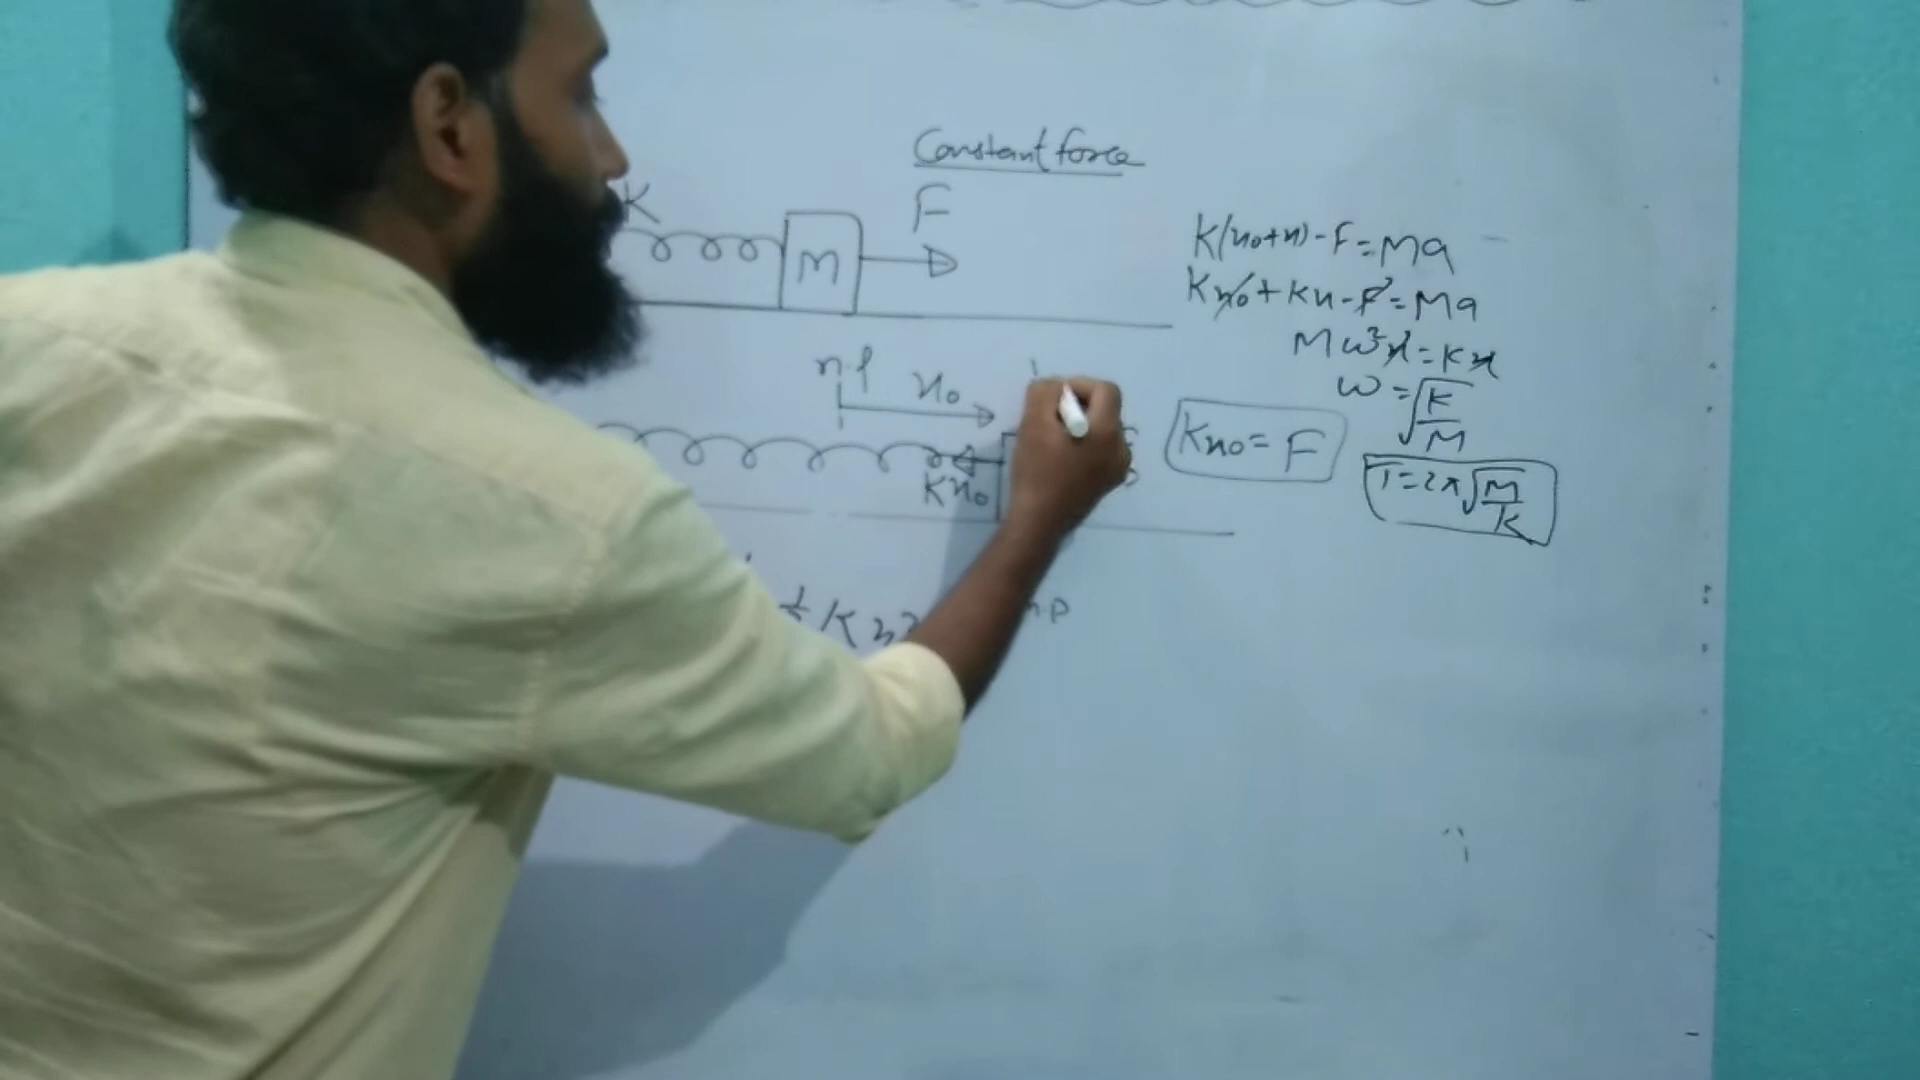 Constant force
K
F
M
K(x₀+x)-F=Ma
Kx₀+Kx-F=Ma
Mω²x=Kx
ω=√K/M
n.l
x₀
Kx₀
Kx₀=F
T=2π√M/K